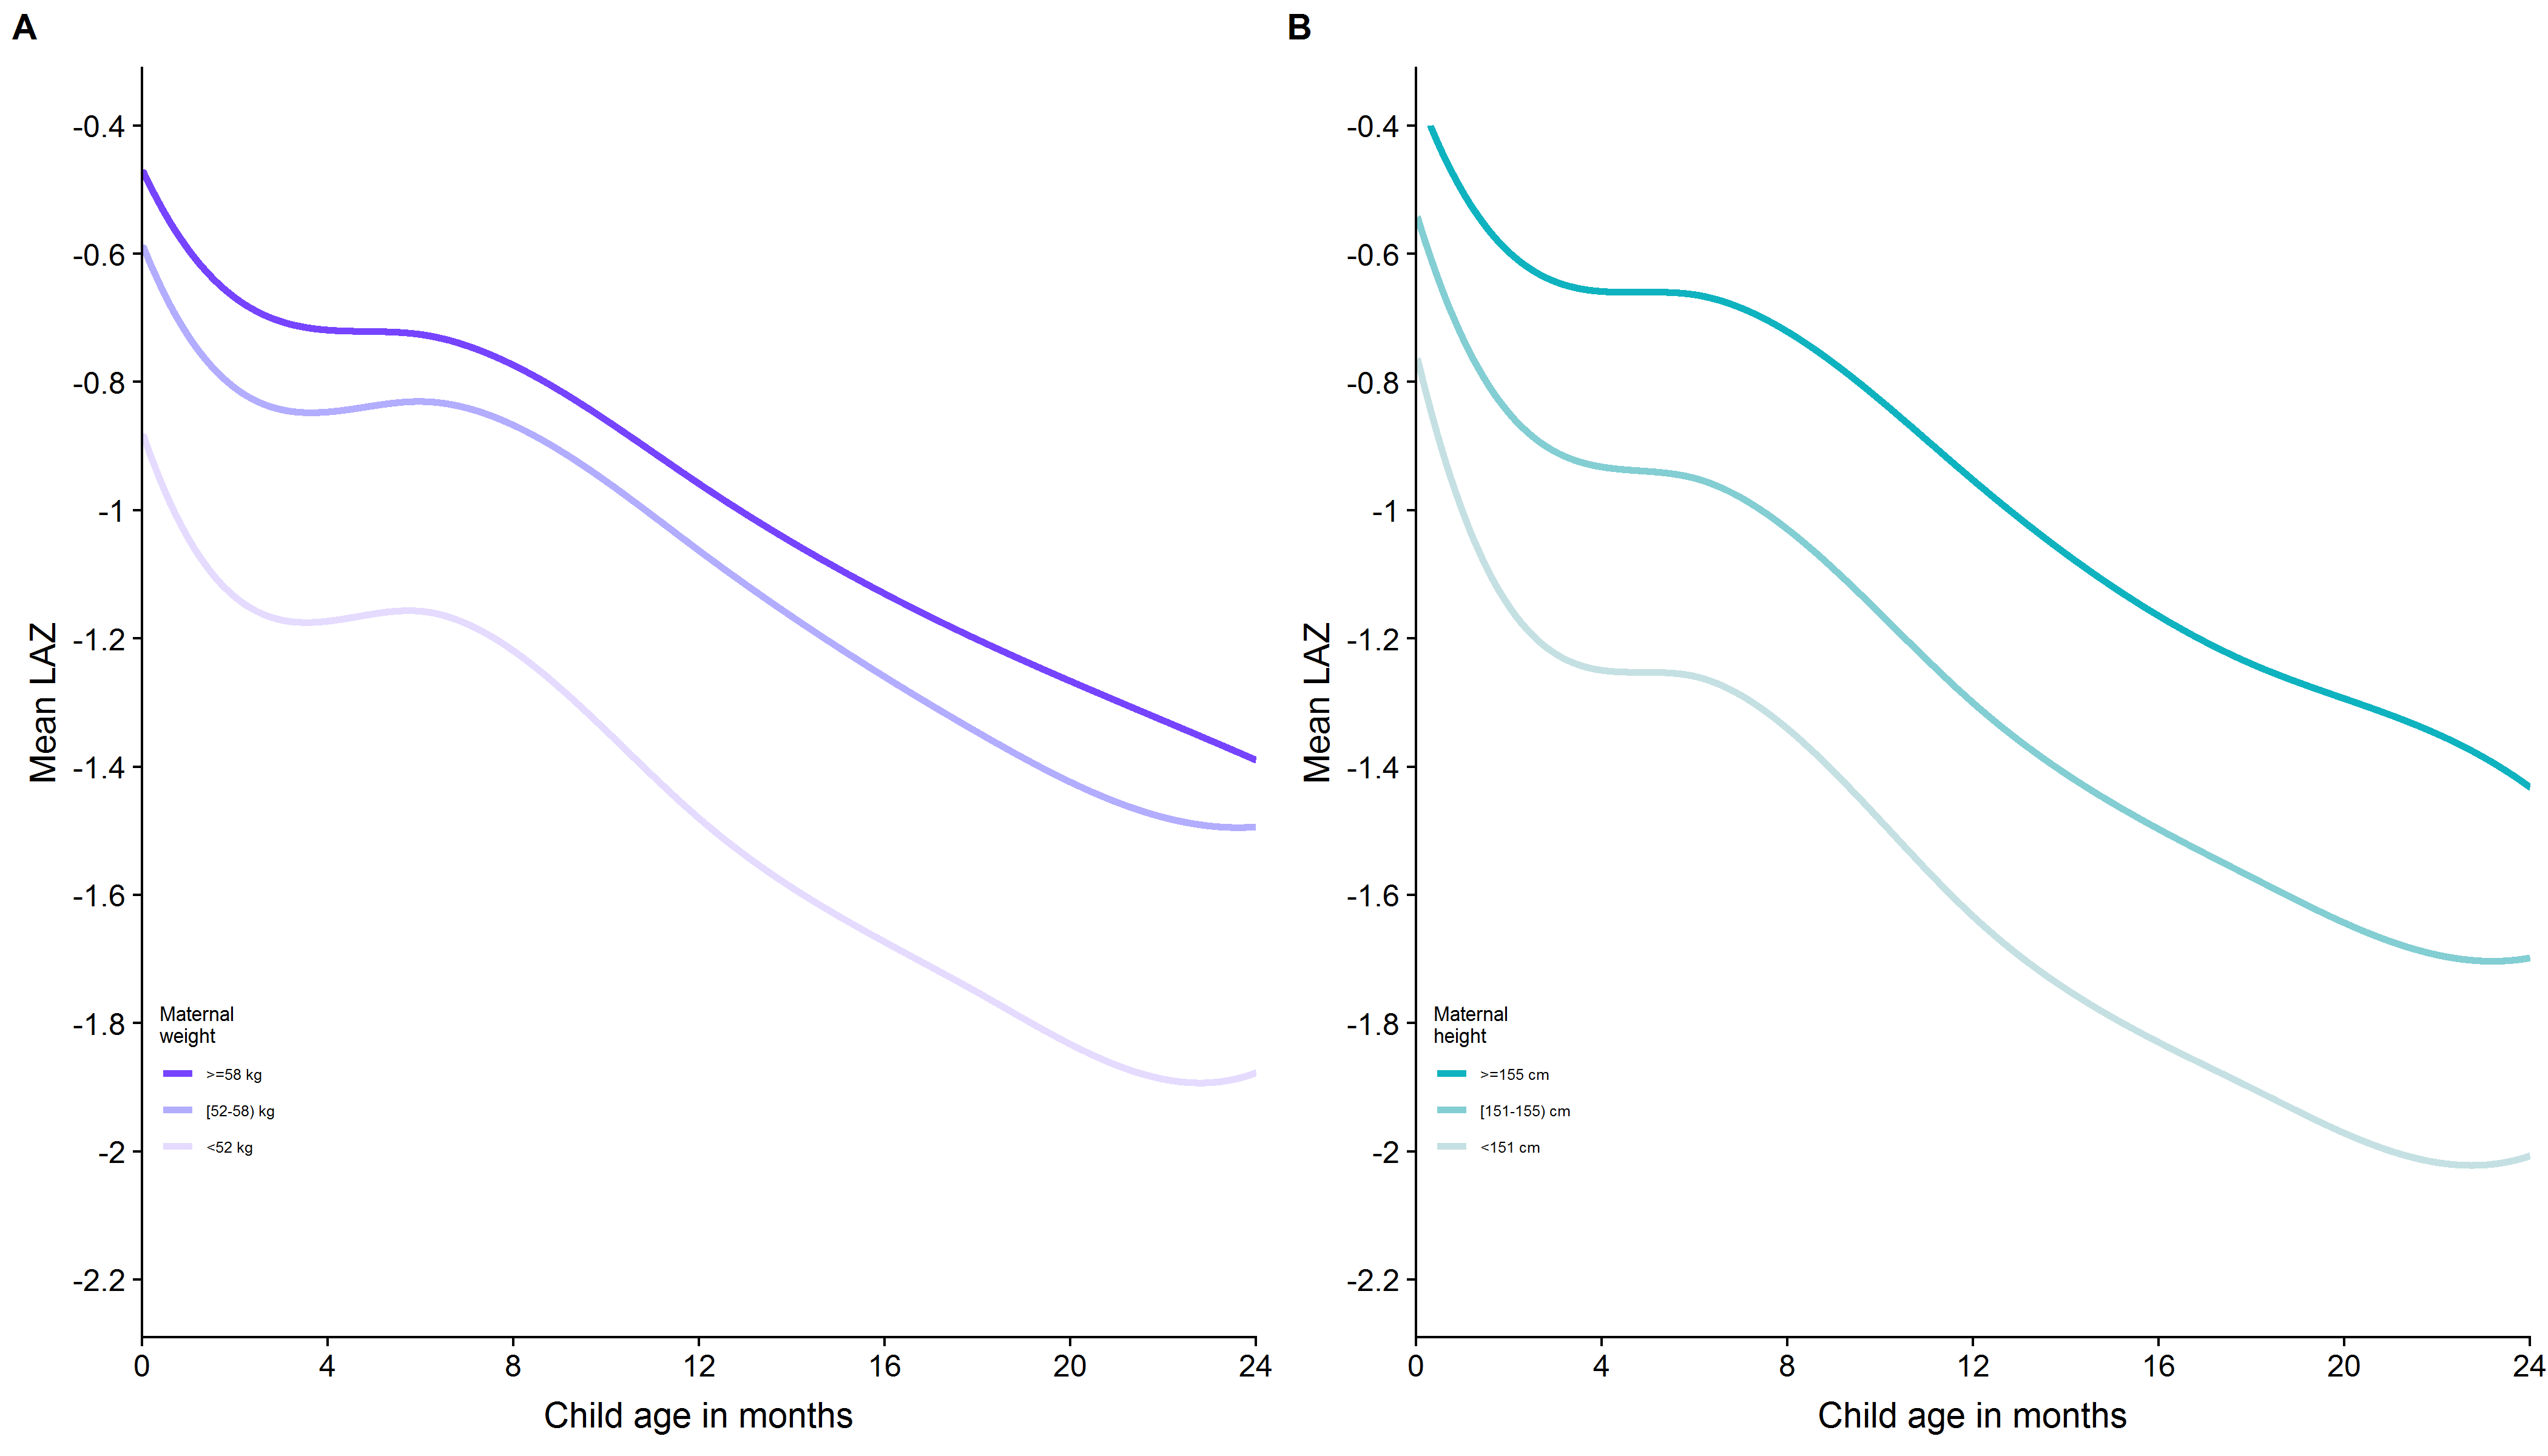 A
Mean LAZ
-0.4
-0.6
-0.8
-1
-1.2
-1.4
-1.6
-1.8
-2
-2.2
Maternal
weight
>=58 kg
[52-58) kg
<52 kg
0 4 8 12 16 20 24
Child age in months
B
Mean LAZ
-0.4
-0.6
-0.8
-1
-1.2
-1.4
-1.6
-1.8
-2
-2.2
Maternal
height
>=155 cm
[151-155) cm
<151 cm
0 4 8 12 16 20 24
Child age in months